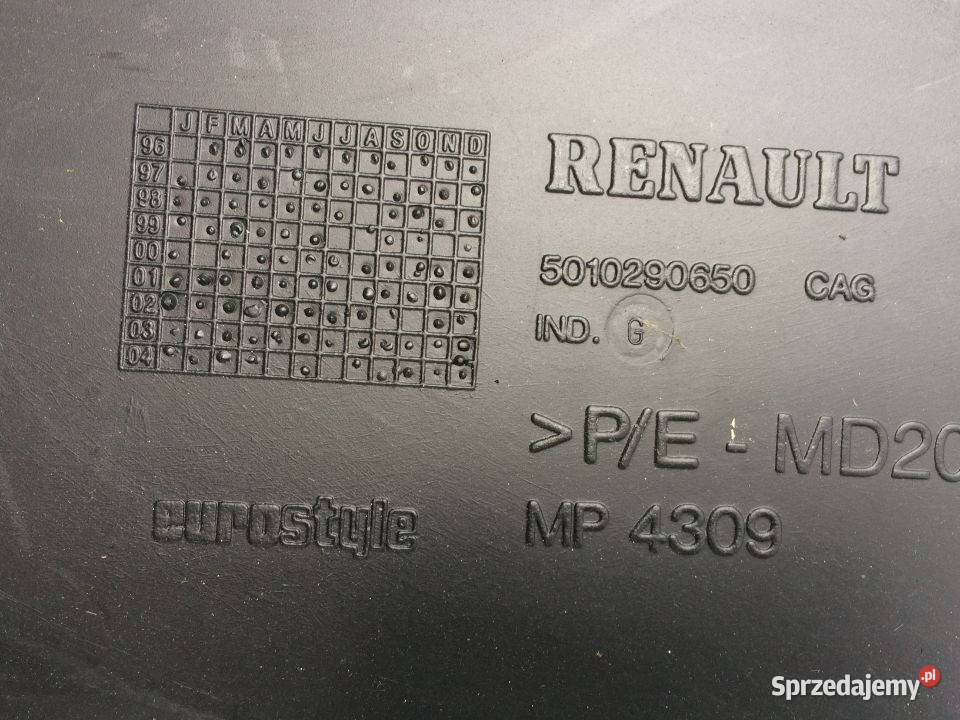 J F M A M J J A S O N D
96
97
98
99
00
01
02
03
04
RENAULT
5010290650 CAG
IND. G
>P/E - MD20
eurostyle
MP 4309
Sprzedajemy.pl